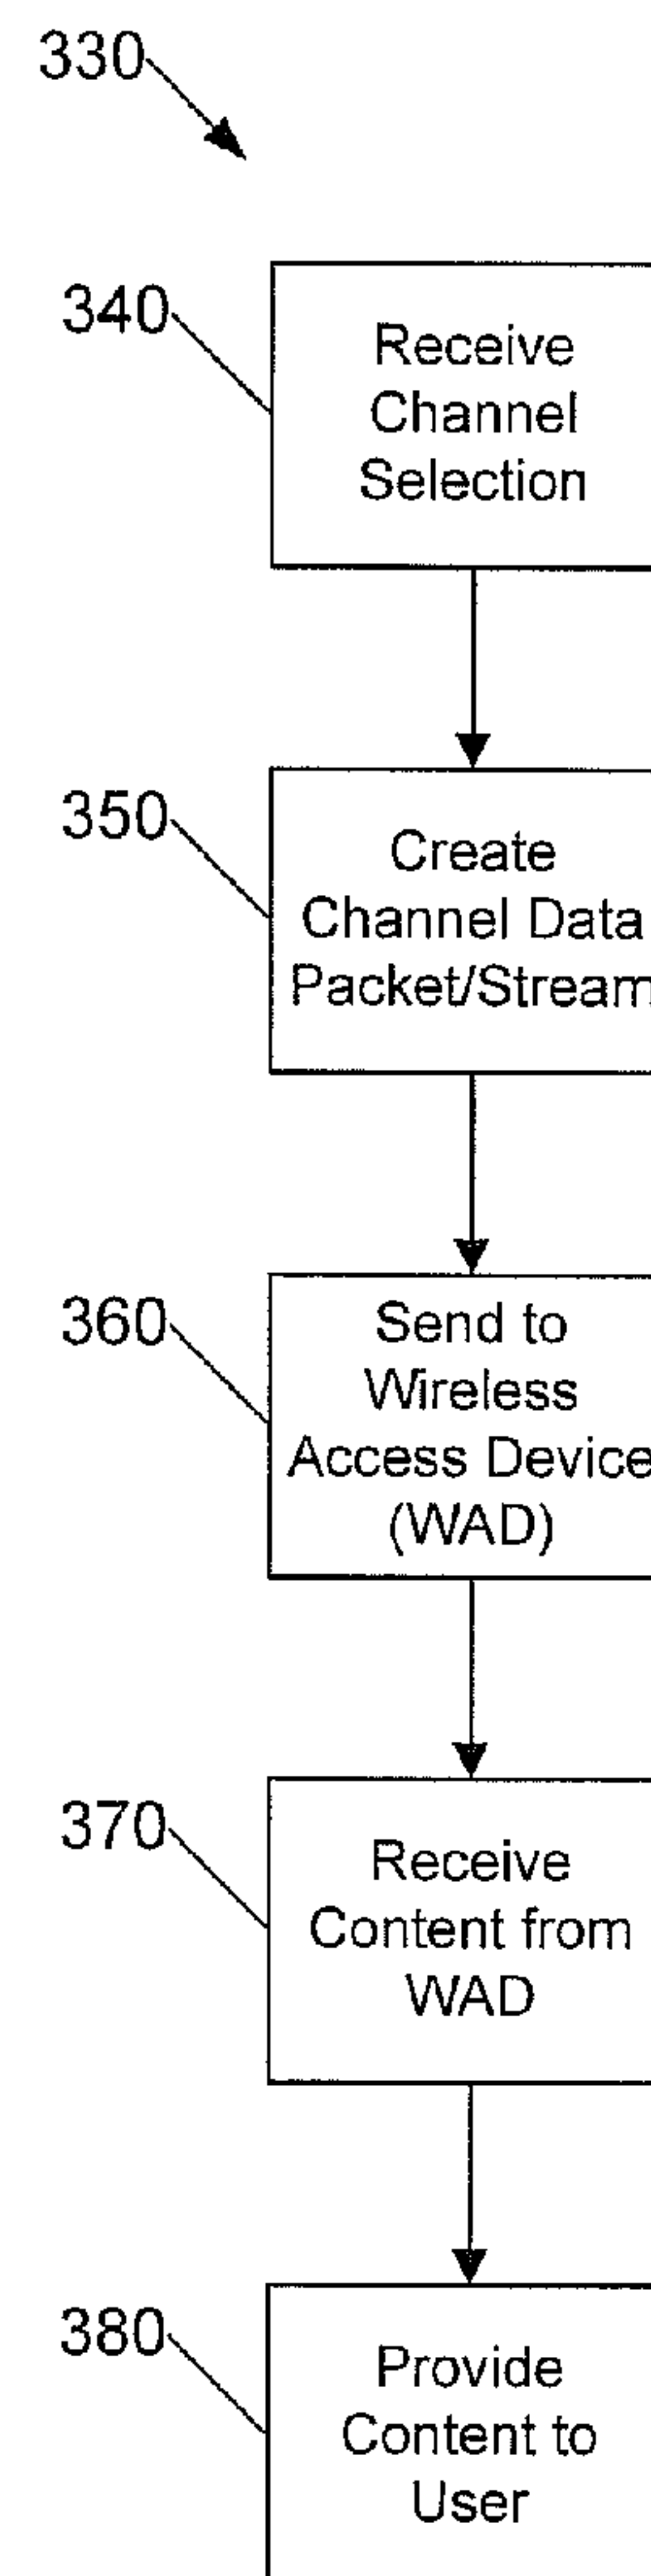 330
340
Receive
Channel
Selection
350
Create
Channel Data
Packet/Stream
360
Send to
Wireless
Access Device
(WAD)
370
Receive
Content from
WAD
380
Provide
Content to
User